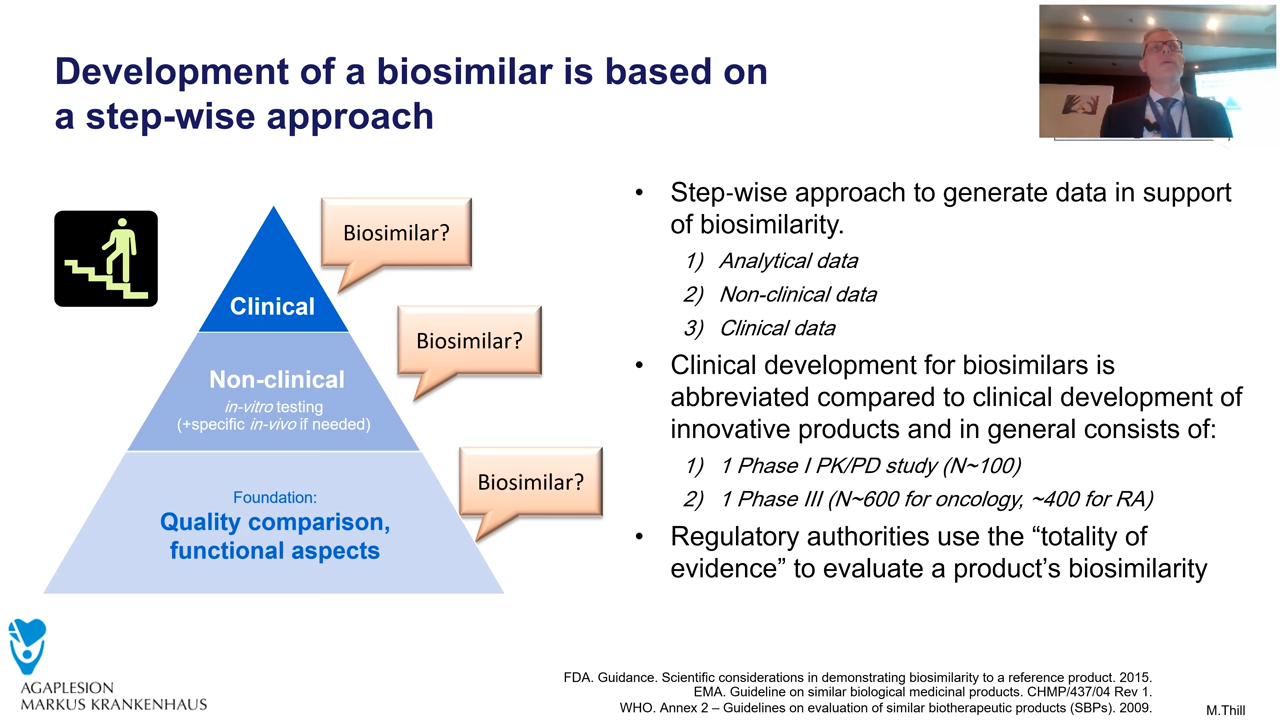 Development of a biosimilar is based on
a step-wise approach
Biosimilar?
Clinical
Biosimilar?
Non-clinical
in-vitro testing
(+specific in-vivo if needed)
Biosimilar?
Foundation:
Quality comparison,
functional aspects
• Step-wise approach to generate data in support
of biosimilarity.
1) Analytical data
2) Non-clinical data
3) Clinical data
• Clinical development for biosimilars is
abbreviated compared to clinical development of
innovative products and in general consists of:
1) 1 Phase I PK/PD study (N~100)
2) 1 Phase III (N~600 for oncology, ~400 for RA)
• Regulatory authorities use the “totality of
evidence” to evaluate a product’s biosimilarity
AGAPLESION
MARKUS KRANKENHAUS
FDA. Guidance. Scientific considerations in demonstrating biosimilarity to a reference product. 2015.
EMA. Guideline on similar biological medicinal products. CHMP/437/04 Rev 1.
WHO. Annex 2 – Guidelines on evaluation of similar biotherapeutic products (SBPs). 2009.
M.Thill